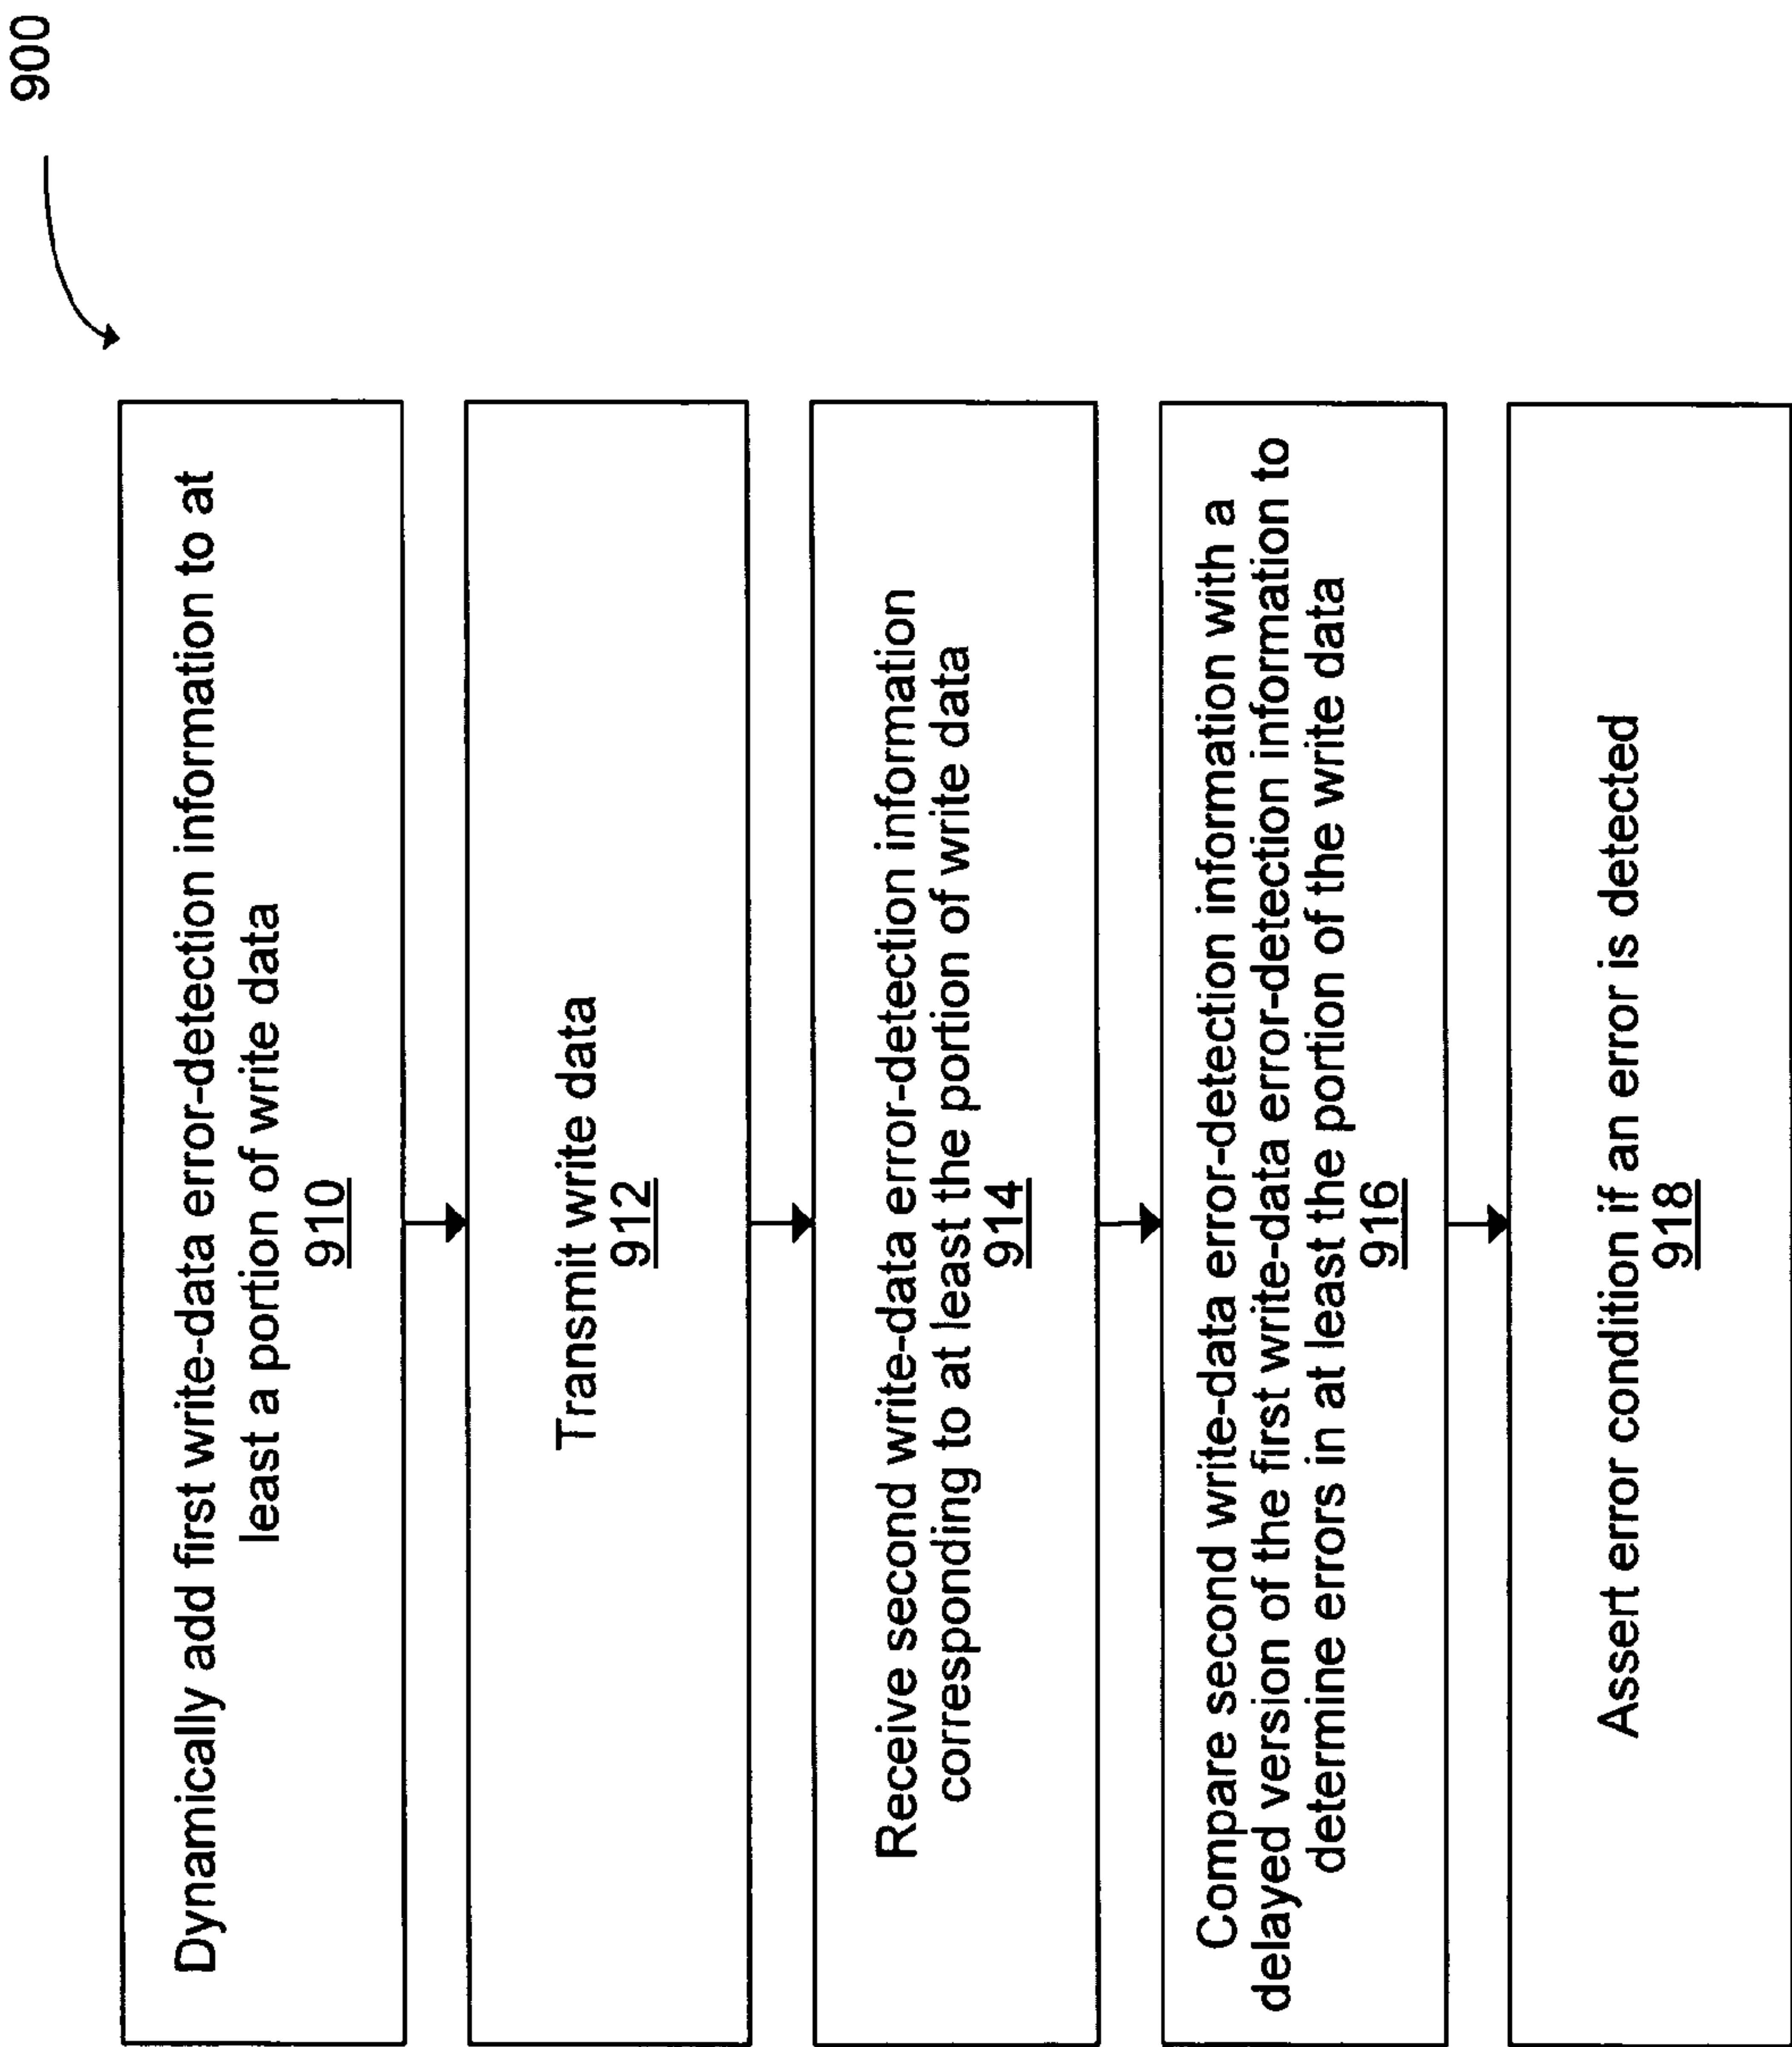 900
Dynamically add first write-data error-detection information to at
least a portion of write data
910
Transmit write data
912
Receive second write-data error-detection information
corresponding to at least the portion of write data
914
Compare second write-data error-detection information with a
delayed version of the first write-data error-detection information to
determine errors in at least the portion of the write data
916
Assert error condition if an error is detected
918